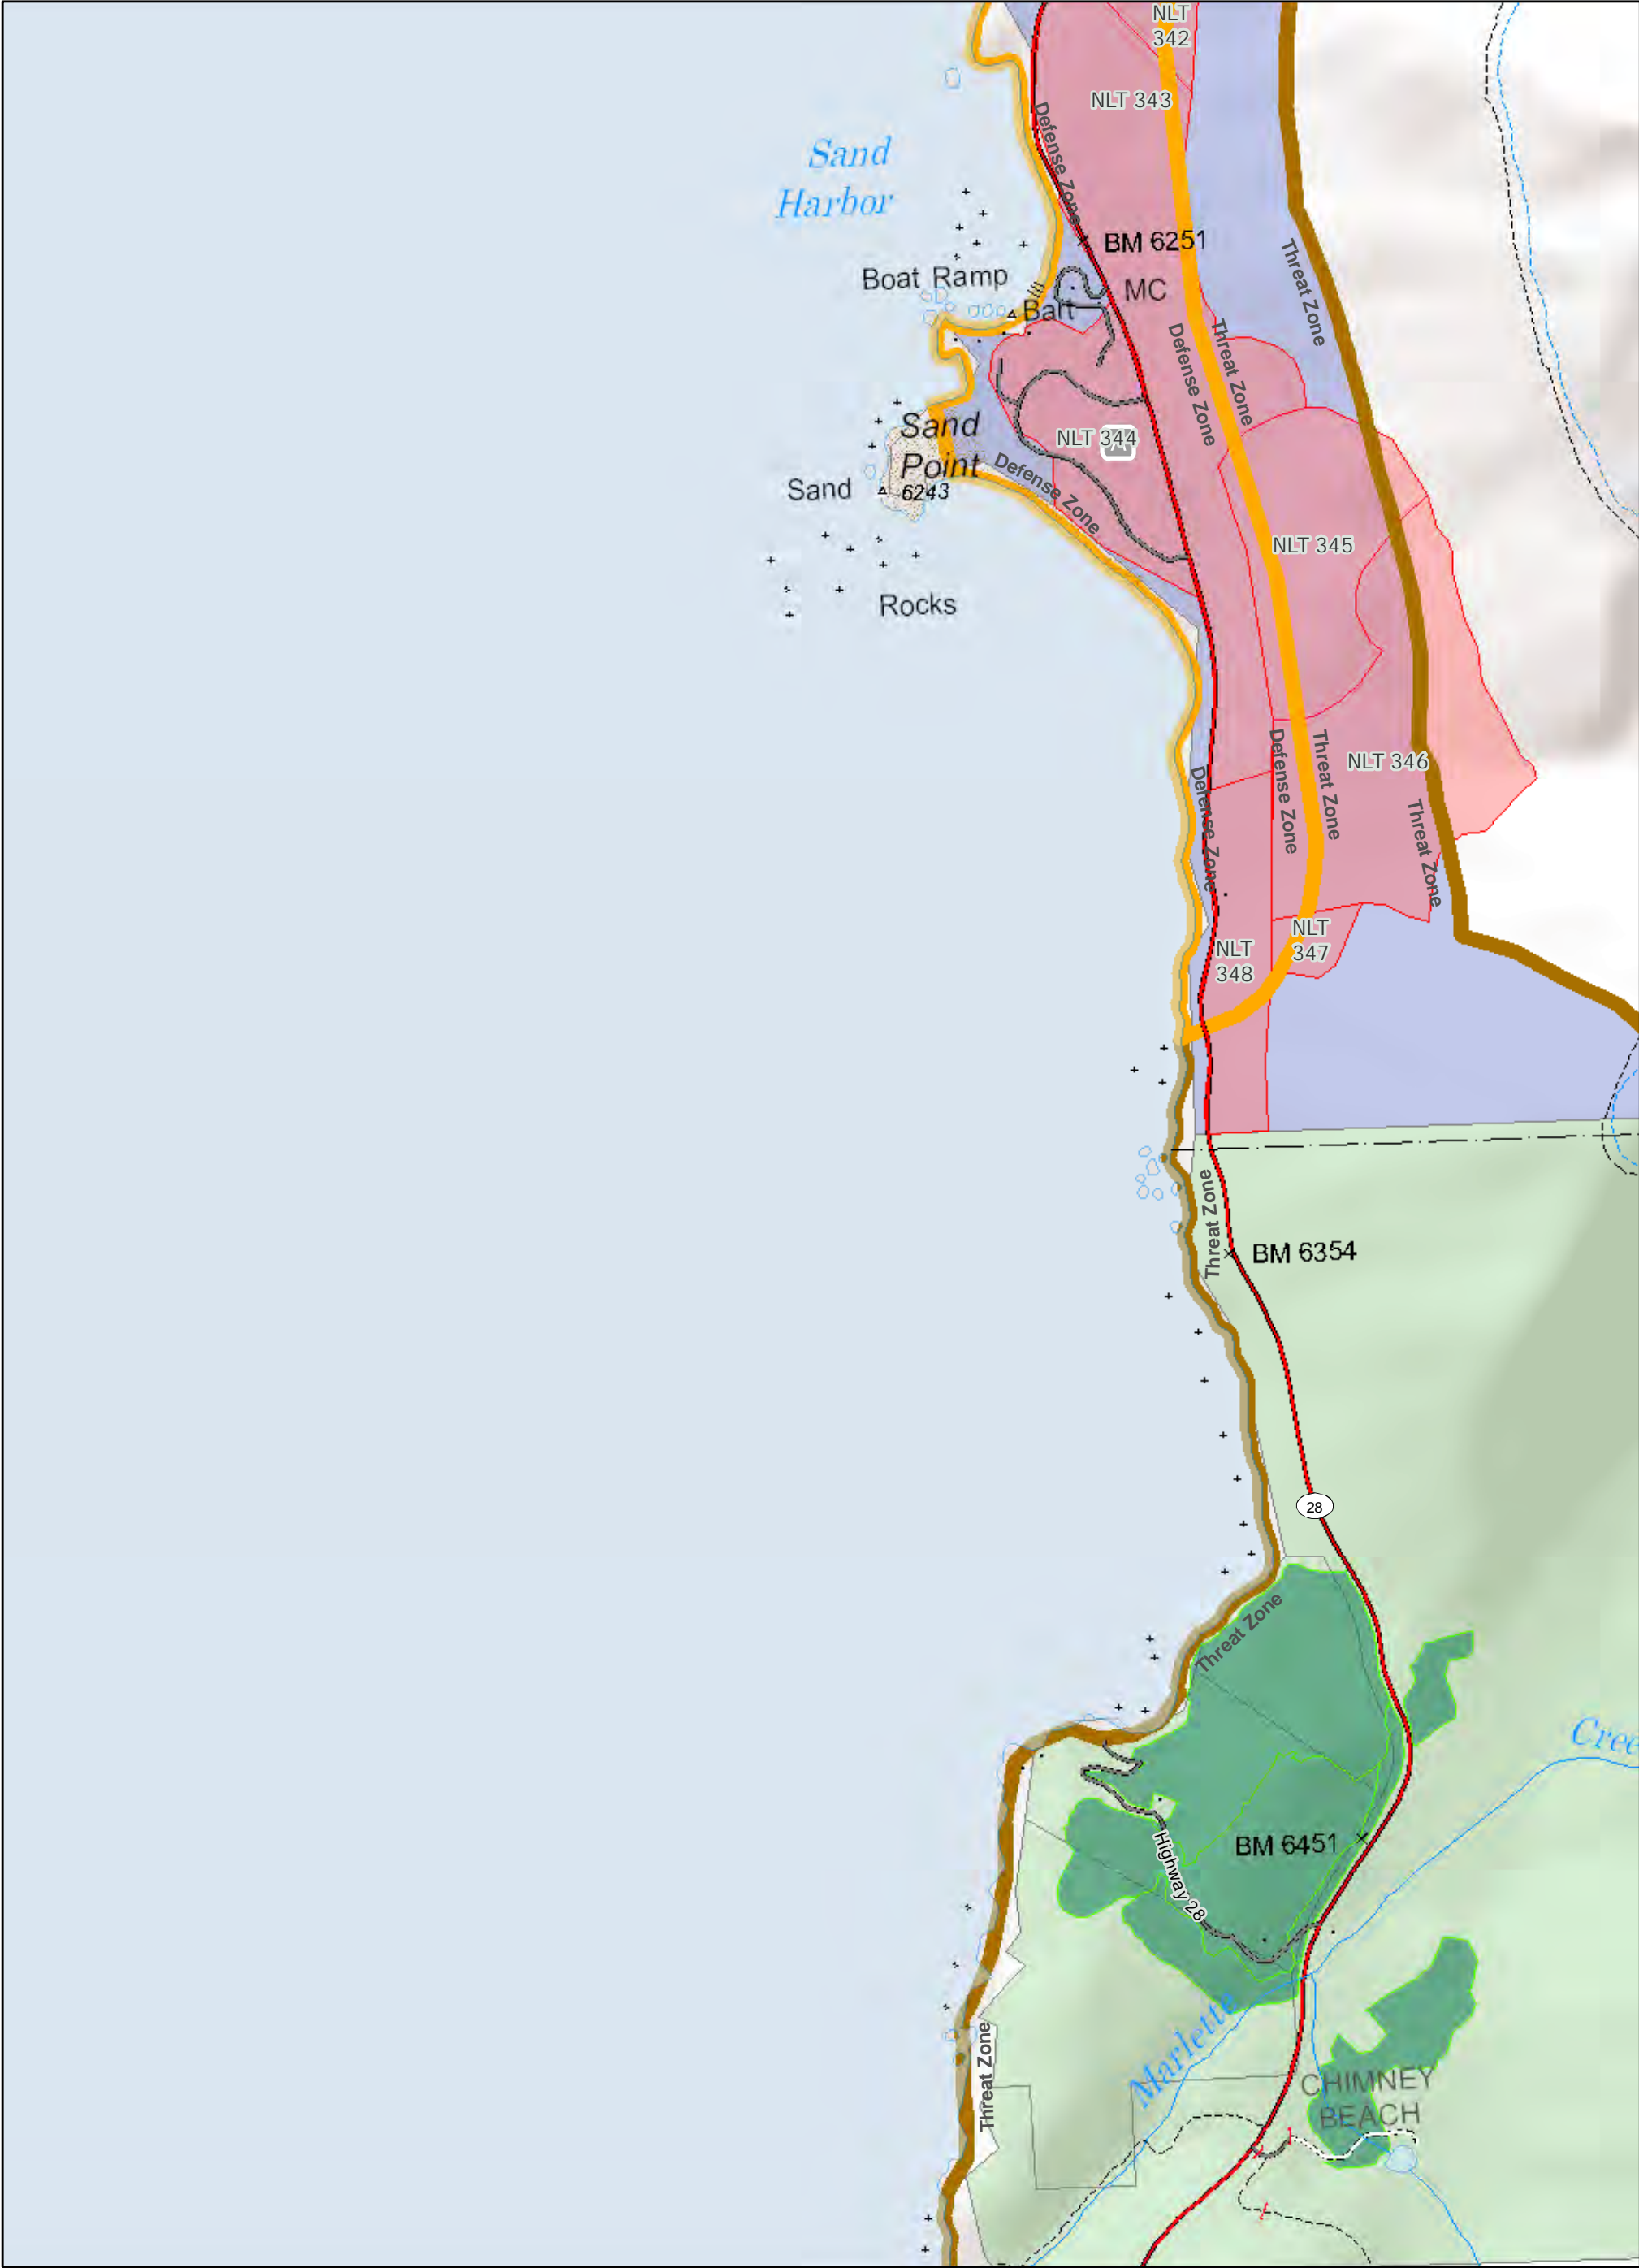 NLT
342
NLT 343
Defense Zone
Sand
Harbor
BM 6251
Threat Zone
Boat Ramp
MC
Bart
Threat Zone
Defense Zone
Sand
Point
6243
Sand
NLT 344
Defense Zone
NLT 345
Rocks
NLT 346
Defense Zone
Threat Zone
Defense Zone
Threat Zone
NLT
347
NLT
348
Threat Zone
BM 6354
28
Threat Zone
Cree
BM 6451
Highway 28
Marlette
Threat Zone
CHIMNEY
BEACH